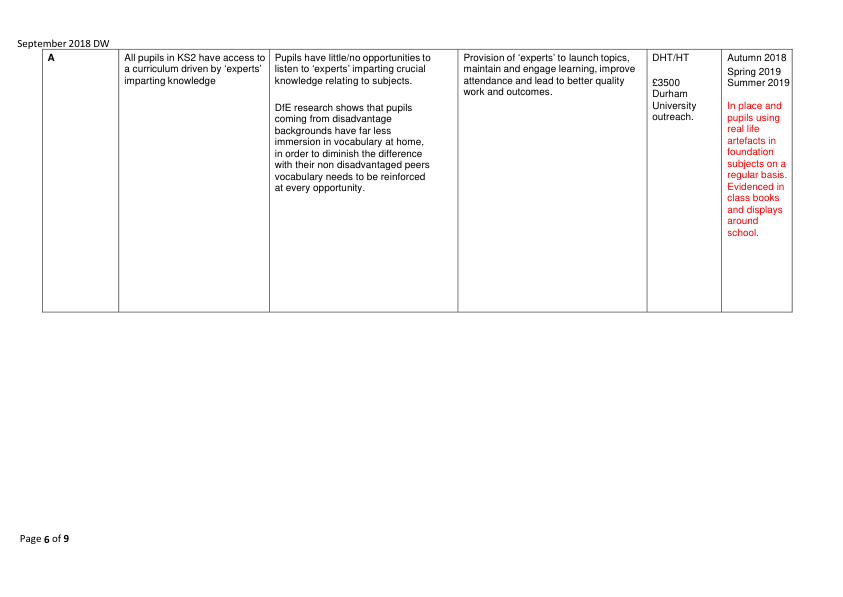 September 2018 DW
A
All pupils in KS2 have access to
a curriculum driven by ‘experts’
imparting knowledge
Pupils have little/no opportunities to
listen to ‘experts’ imparting crucial
knowledge relating to subjects.
DfE research shows that pupils
coming from disadvantage
backgrounds have far less
immersion in vocabulary at home,
in order to diminish the difference
with their non disadvantaged peers
vocabulary needs to be reinforced
at every opportunity.
Provision of ‘experts’ to launch topics,
maintain and engage learning, improve
attendance and lead to better quality
work and outcomes.
DHT/HT
£3500
Durham
University
outreach.
Autumn 2018
Spring 2019
Summer 2019
In place and
pupils using
real life
artefacts in
foundation
subjects on a
regular basis.
Evidenced in
class books
and displays
around
school.
Page 6 of 9